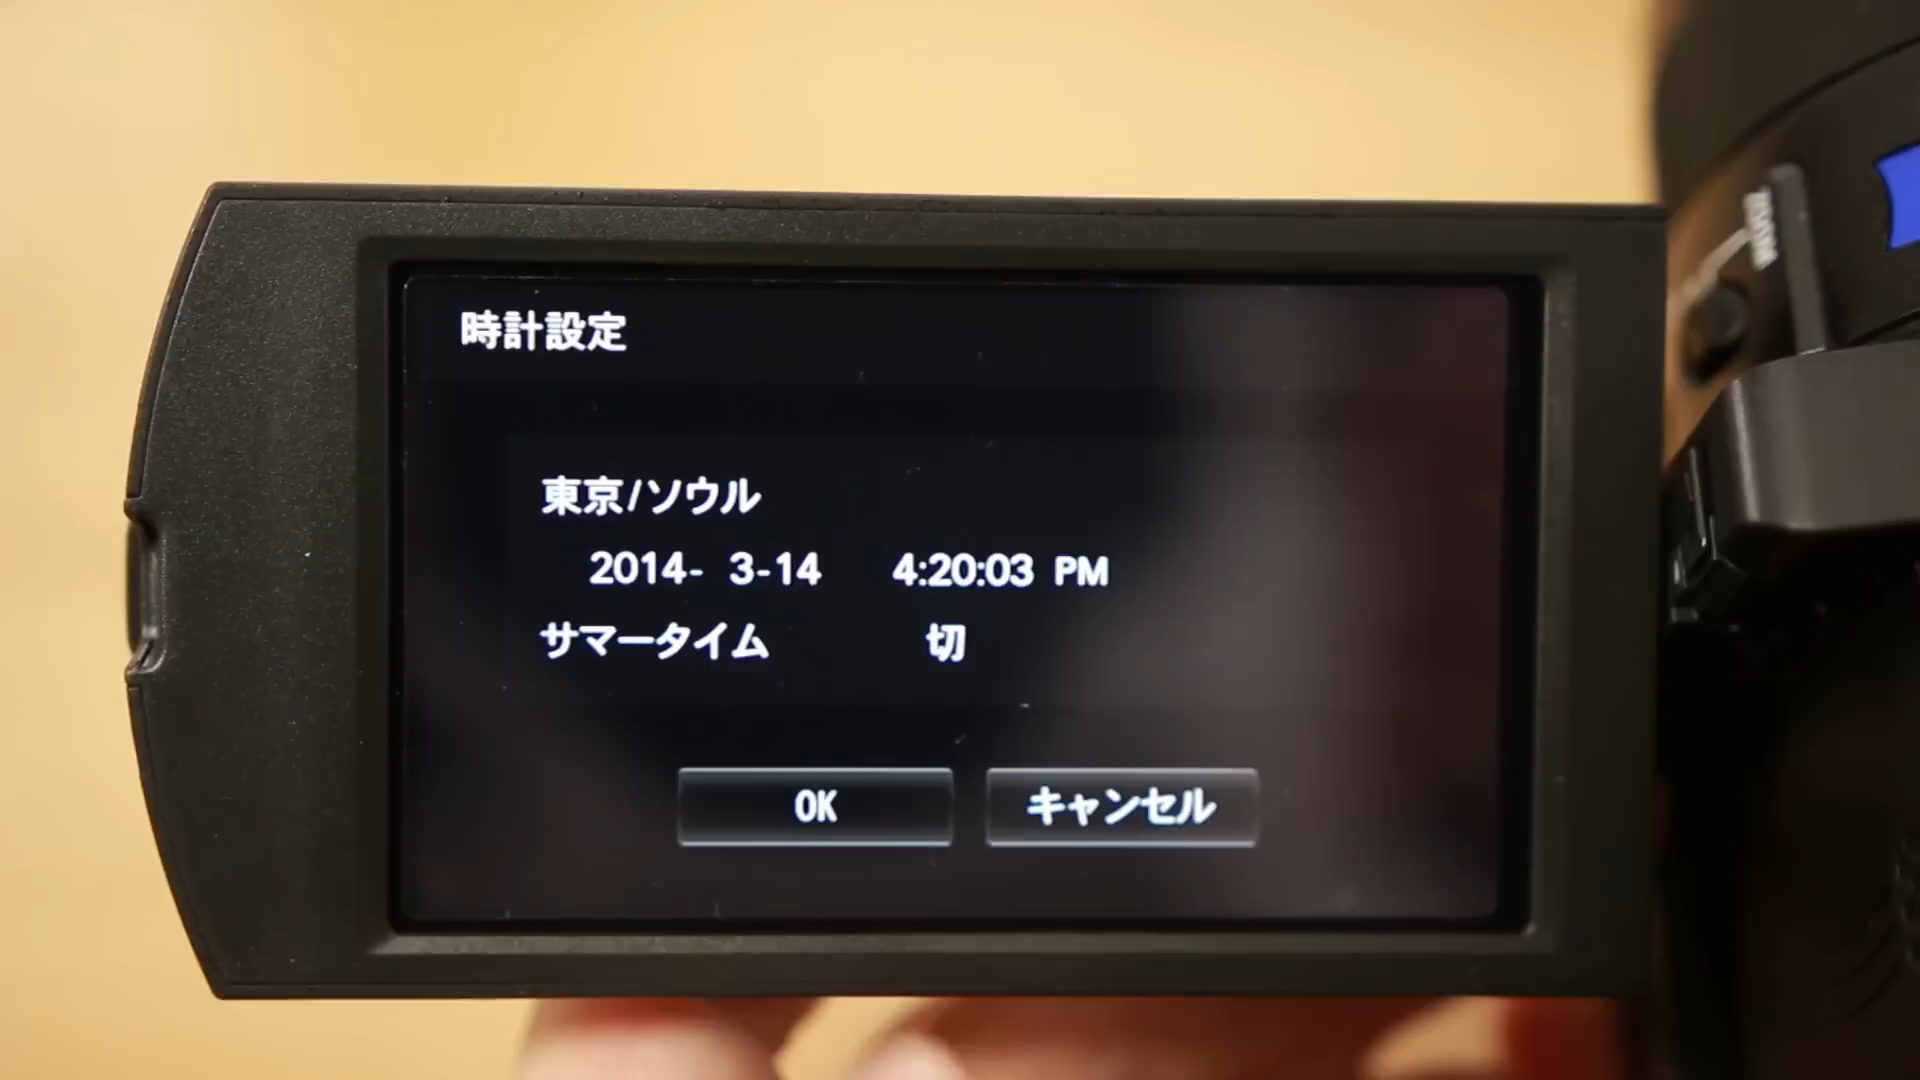 時計設定
東京/ソウル
2014- 3-14 4:20:03 PM
サマータイム 切
OK キャンセル